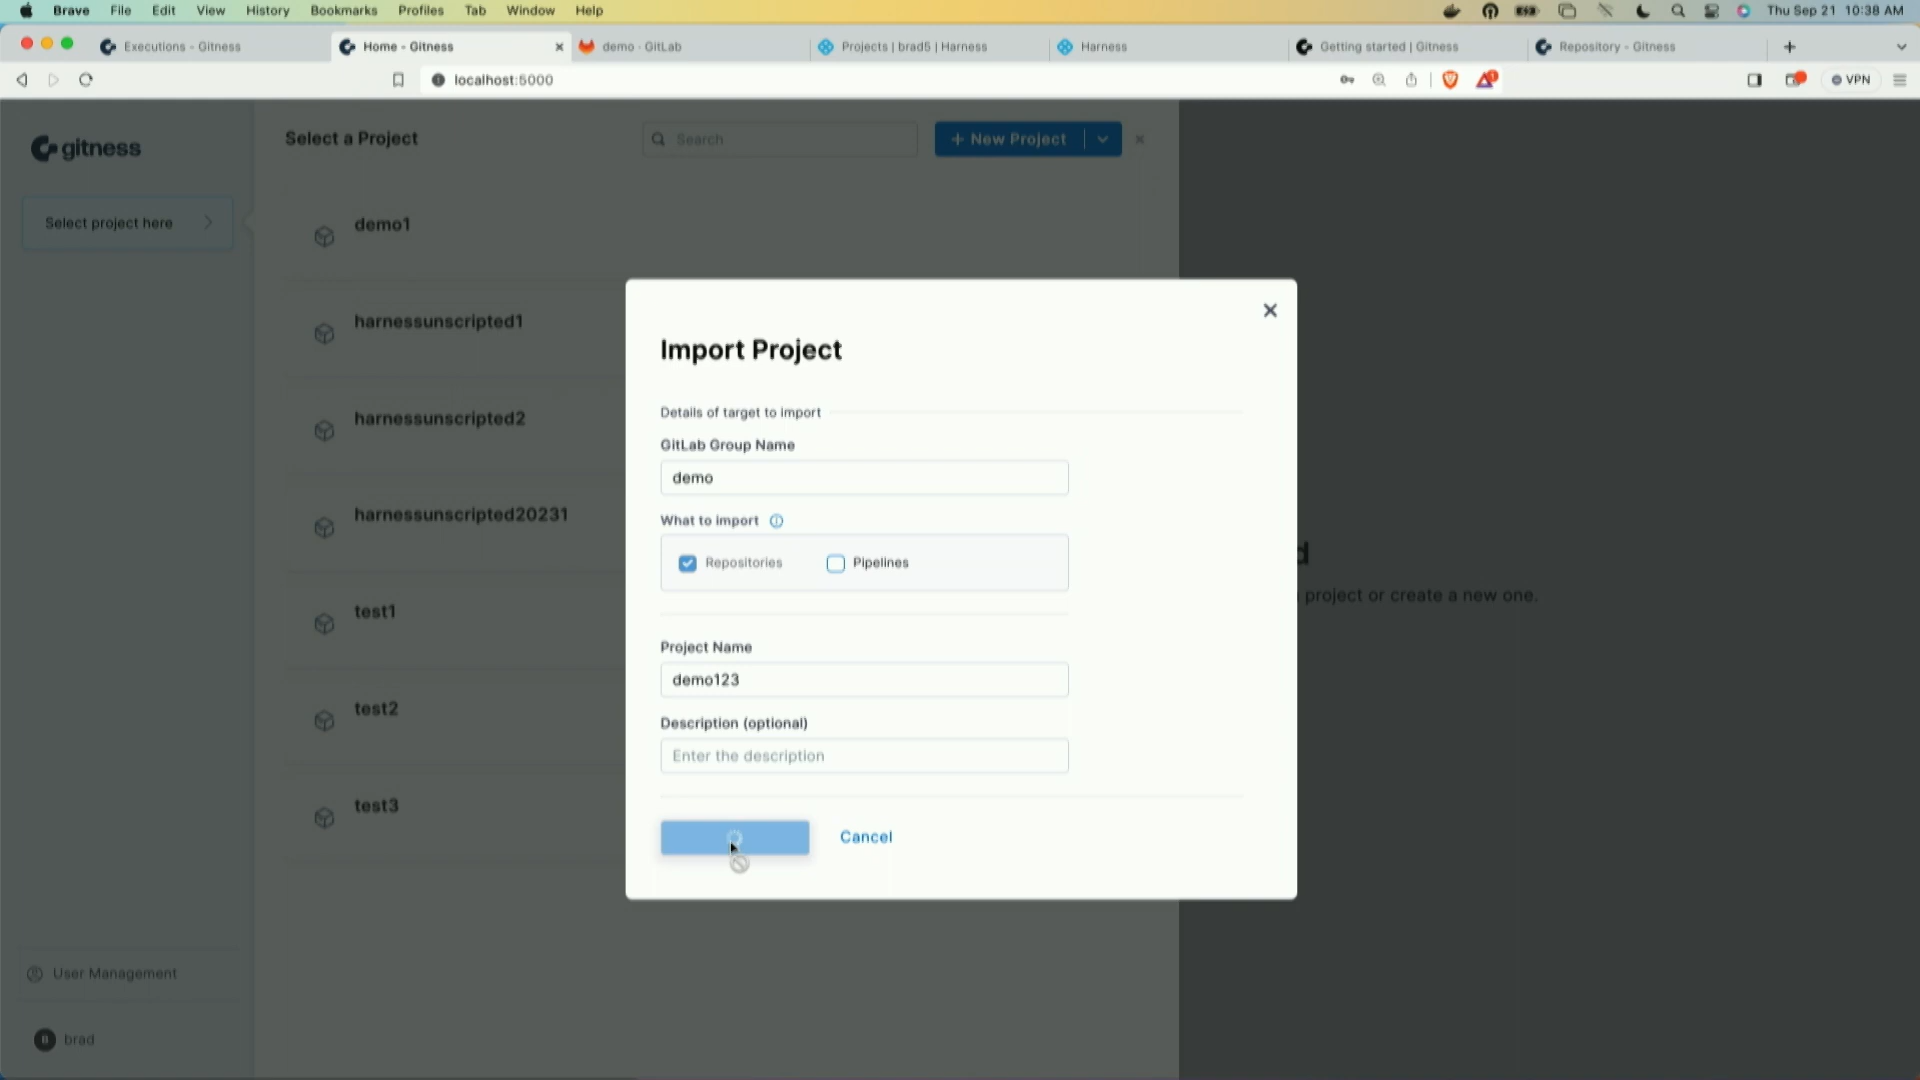 Brave File Edit View History Bookmarks Profiles Tab Window Help Thu Sep 21 10:38 AM
Executions - Gitness Home - Gitness demo · GitLab Projects | brad5 | Harness Harness Getting started | Gitness Repository - Gitness
localhost:5000 VPN
gitness
Select a Project
Search
+ New Project
Select project here
demo1
harnessunscripted1
harnessunscripted2
harnessunscripted20231
test1
test2
test3
Import Project
Details of target to import
GitLab Group Name
demo
What to import
Repositories Pipelines
Project Name
demo123
Description (optional)
Enter the description
Cancel
d
project or create a new one.
User Management
B brad